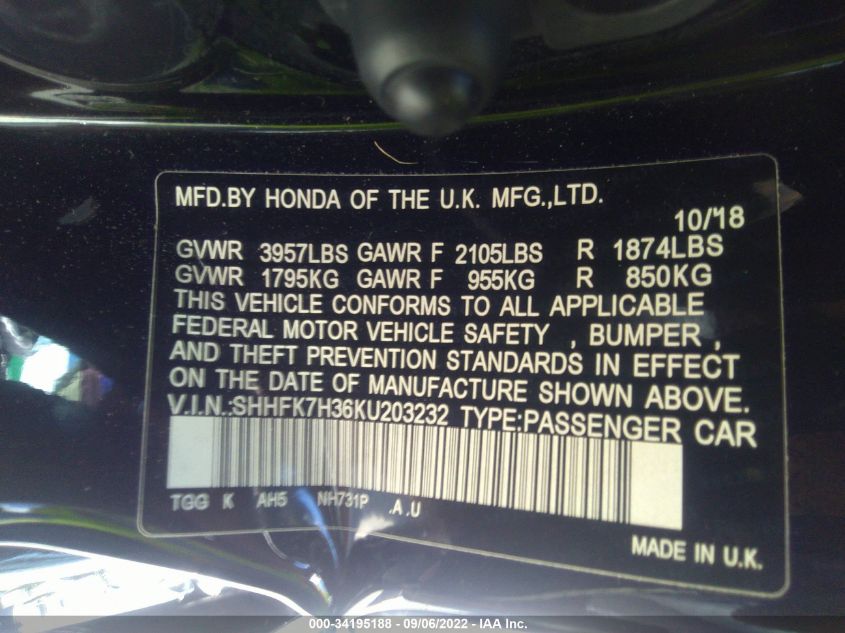 MFD.BY HONDA OF THE U.K. MFG.,LTD.
10/'18
GVWR 3957LBS GAWR F 2105LBS R 1874LBS
GVWR 1795KG GAWR F 955KG R 850KG
THIS VEHICLE CONFORMS TO ALL APPLICABLE
FEDERAL MOTOR VEHICLE SAFETY , BUMPER ,
AND THEFT PREVENTION STANDARDS IN EFFECT
ON THE DATE OF MANUFACTURE SHOWN ABOVE.
V.I.N.:SHHFK7H36KU203232 TYPE:PASSENGER CAR
TGG K AH5 NH731P .A .U
MADE IN U.K.
000-34195188 - 09/06/2022 - IAA Inc.